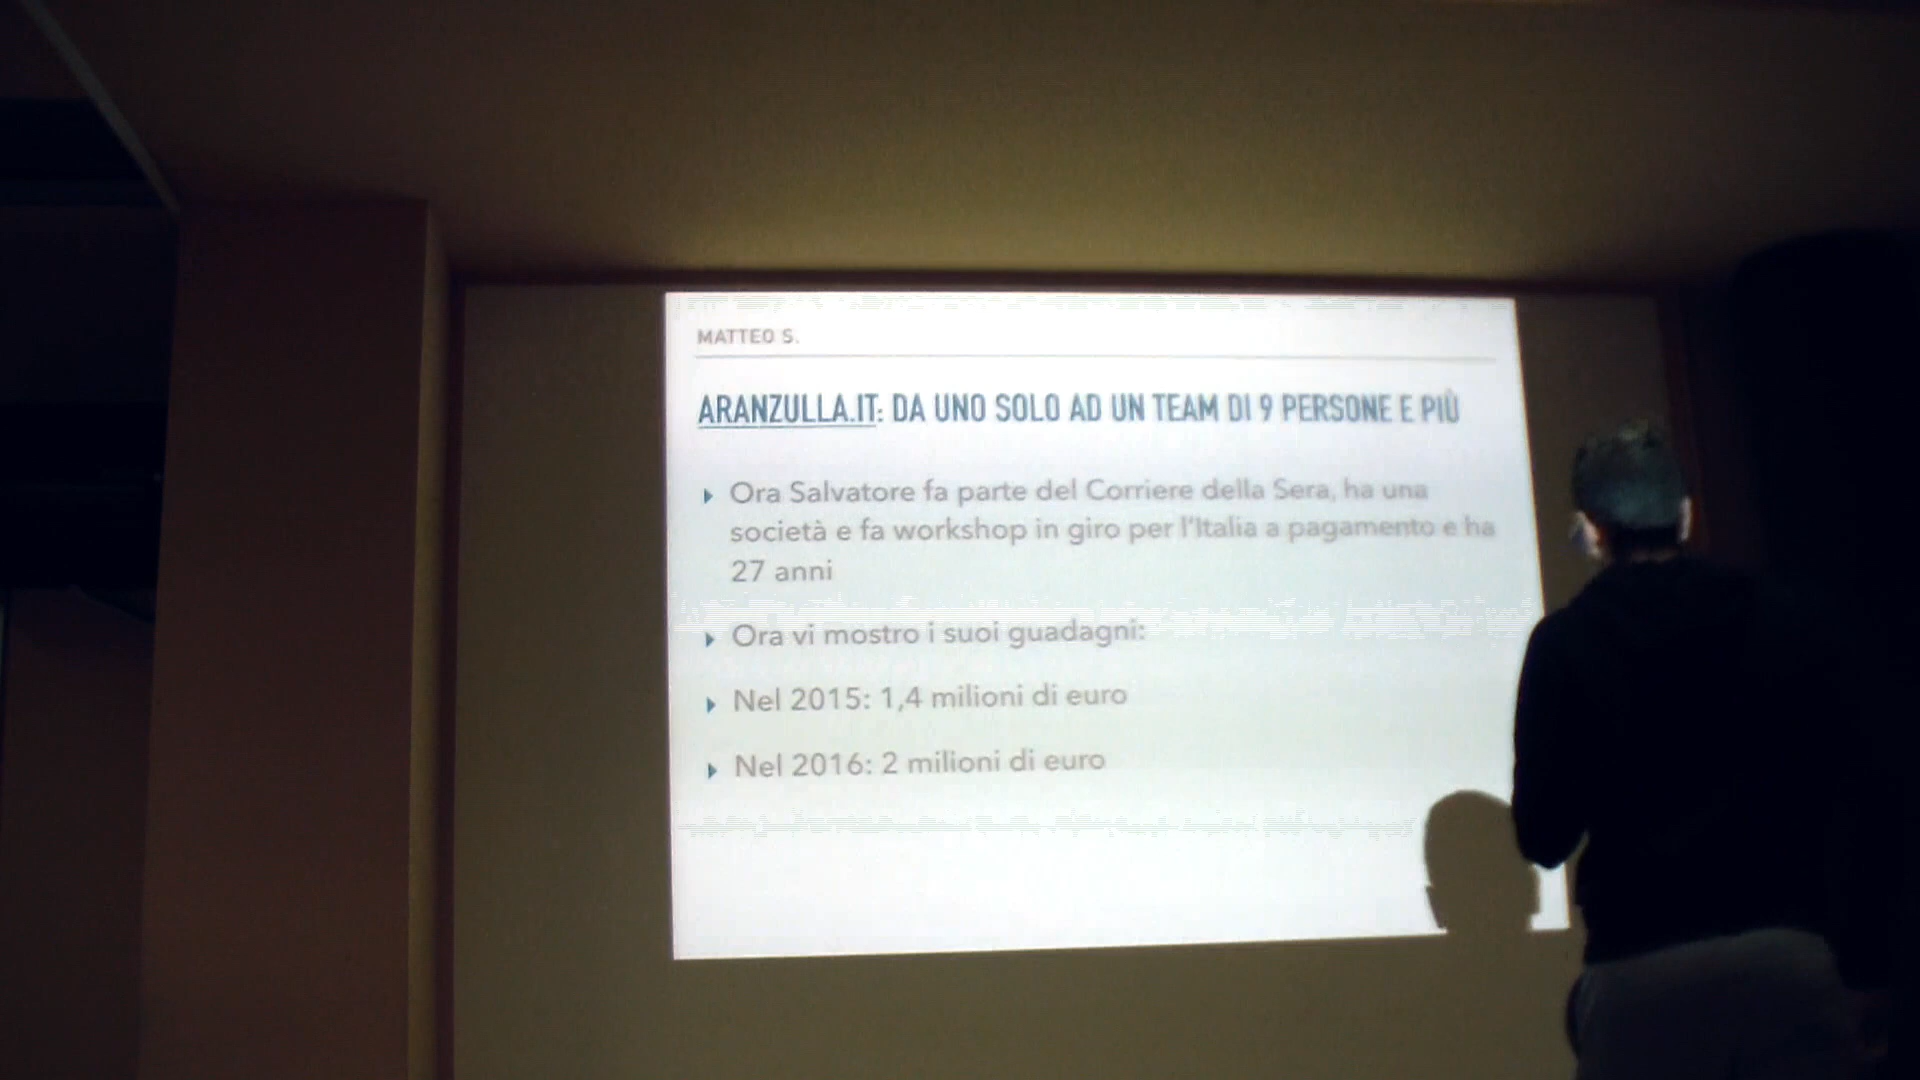 MATTEO S.
ARANZULLA.IT: DA UNO SOLO AD UN TEAM DI 9 PERSONE E PIÙ
Ora Salvatore fa parte del Corriere della Sera, ha una
società e fa workshop in giro per l'Italia a pagamento e ha
27 anni
Ora vi mostro i suoi guadagni:
Nel 2015: 1,4 milioni di euro
Nel 2016: 2 milioni di euro